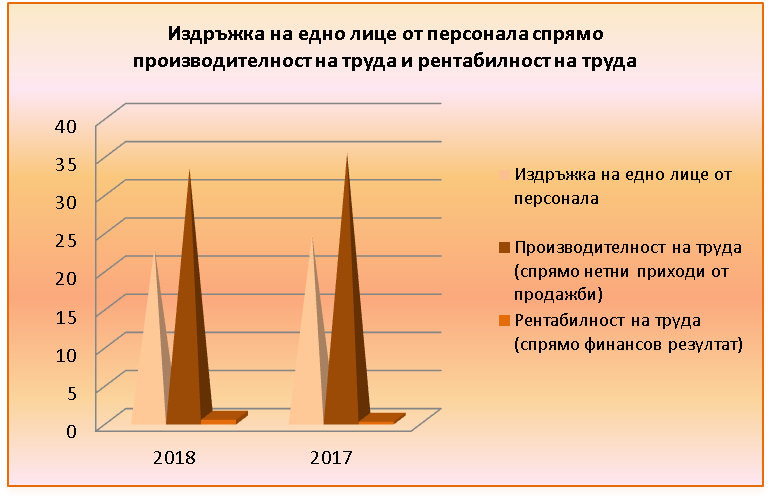 Издръжка на едно лице от персонала спрямо
производителност на труда и рентабилност на труда
40
35
30
25
20
15
10
5
0
2018
2017
Издръжка на едно лице от
персонала
Производителност на труда
(спрямо нетни приходи от
продажби)
Рентабилност на труда
(спрямо финансов резултат)